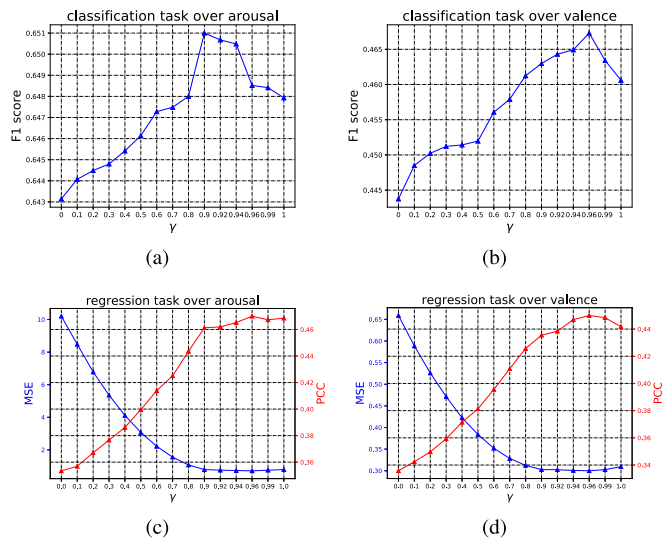 classification task over arousal
0.651
0.650
0.648
0.647
0.645
0.644
0.643
F1 score
0 0.1 0.2 0.3 0.4 0.5 0.6 0.7 0.8 0.9 0.92 0.94 0.96 0.99 1
γ
(a)
classification task over valence
0.465
0.460
0.455
0.450
0.445
F1 score
0 0.1 0.2 0.3 0.4 0.5 0.6 0.7 0.8 0.9 0.92 0.94 0.96 0.99 1
γ
(b)
regression task over arousal
10
8
6
4
2
MSE
0.46
0.44
0.42
0.40
0.38
0.36
PCC
0.0 0.1 0.2 0.3 0.4 0.5 0.6 0.7 0.8 0.9 0.92 0.94 0.96 0.99 1.0
γ
(c)
regression task over valence
0.65
0.60
0.55
0.50
0.45
0.40
0.35
0.30
MSE
0.44
0.42
0.40
0.38
0.36
0.34
PCC
0.0 0.1 0.2 0.3 0.4 0.5 0.6 0.7 0.8 0.9 0.92 0.94 0.96 0.99 1.0
γ
(d)